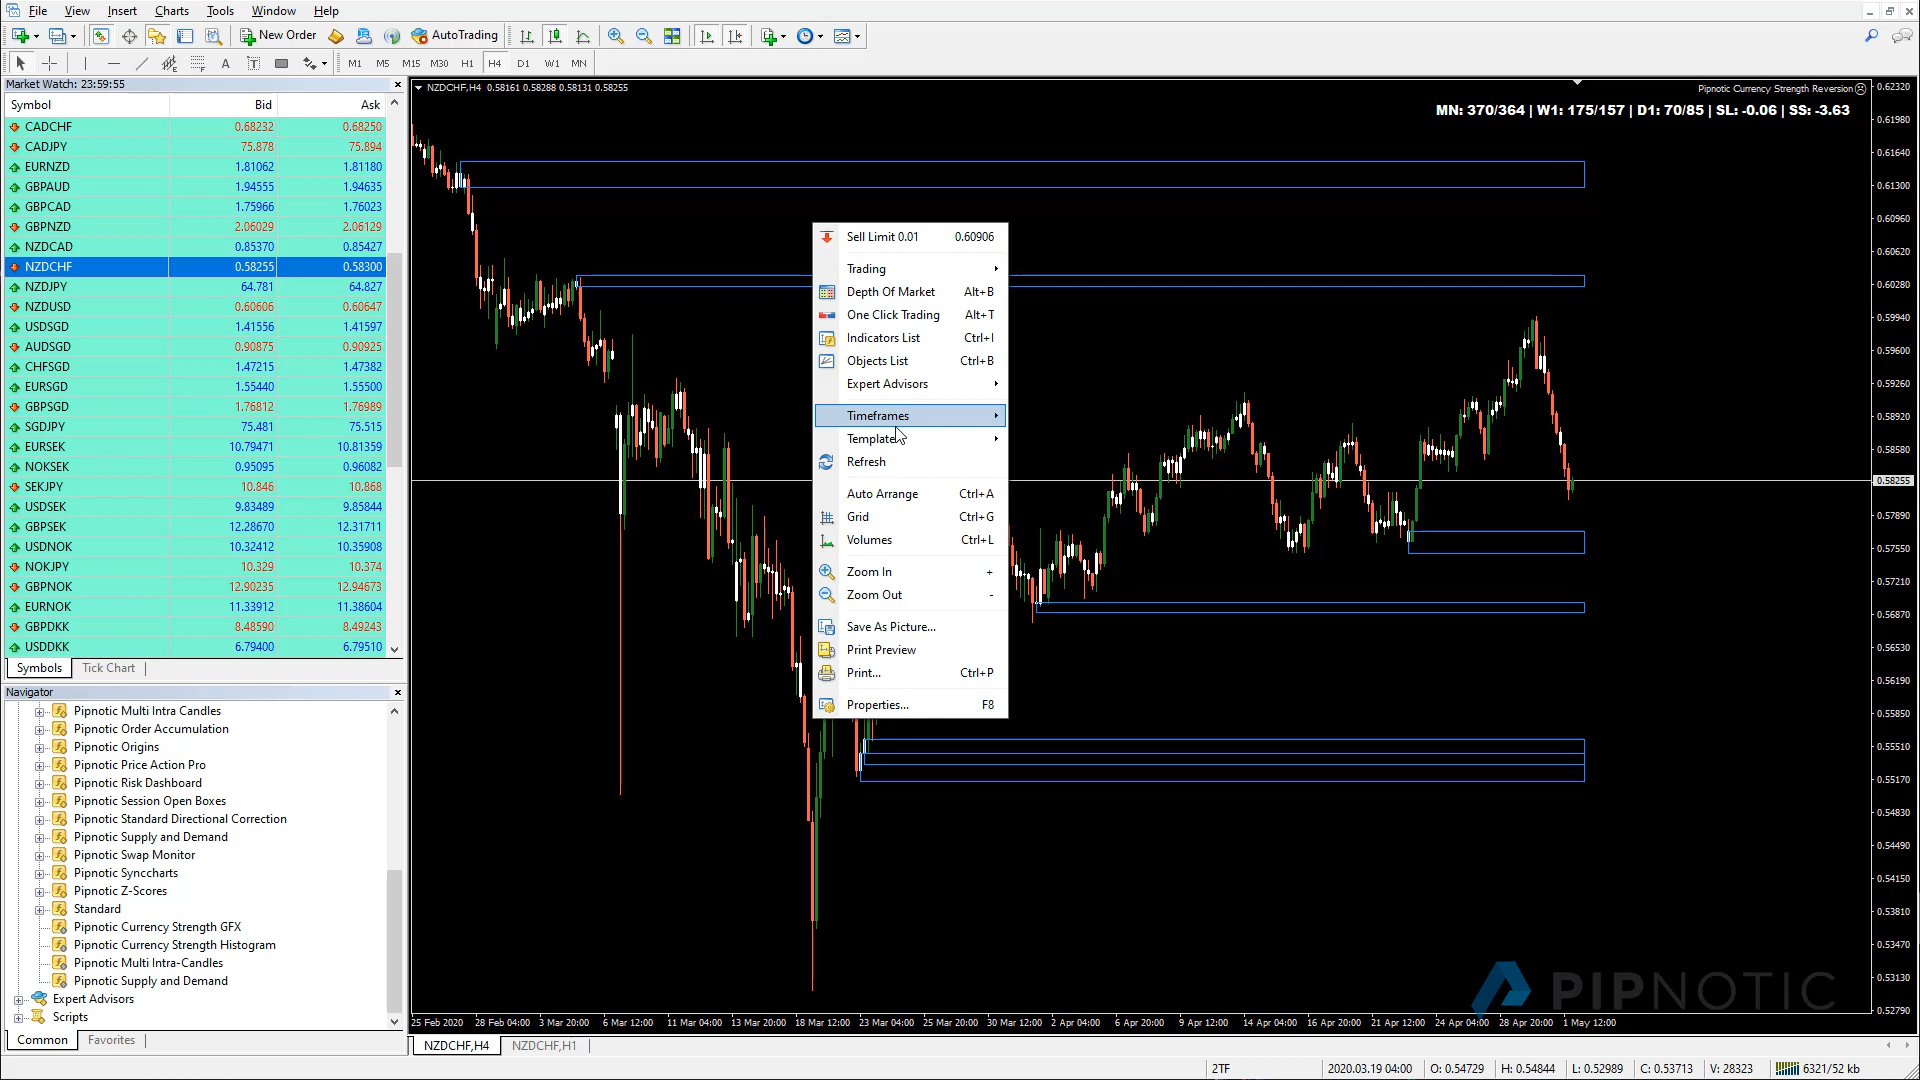 File View Insert Charts Tools Window Help
New Order AutoTrading
A T M1 M5 M15 M30 H1 H4 D1 W1 MN
Market Watch: 23:59:55
Symbol Bid Ask
CADCHF 0.68232 0.68250
CADJPY 75.878 75.894
EURNZD 1.81062 1.81180
GBPAUD 1.94555 1.94635
GBPCAD 1.75966 1.76023
GBPNZD 2.06029 2.06129
NZDCAD 0.85370 0.85427
NZDCHF 0.58255 0.58300
NZDJPY 64.781 64.827
NZDUSD 0.60606 0.60647
USDSGD 1.41556 1.41597
AUDSGD 0.90875 0.90925
CHFSGD 1.47215 1.47382
EURSGD 1.55440 1.55500
GBPSGD 1.76812 1.76989
SGDJPY 75.481 75.515
EURSEK 10.79471 10.81359
NOKSEK 0.95095 0.96082
SEKJPY 10.846 10.868
USDSEK 9.83489 9.85844
GBPSEK 12.28670 12.31711
USDNOK 10.32412 10.35908
NOKJPY 10.329 10.374
GBPNOK 12.90235 12.94673
EURNOK 11.33912 11.38604
GBPDKK 8.48590 8.49243
USDDKK 6.79400 6.79510
Symbols Tick Chart
Navigator
Pipnotic Multi Intra Candles
Pipnotic Order Accumulation
Pipnotic Origins
Pipnotic Price Action Pro
Pipnotic Risk Dashboard
Pipnotic Session Open Boxes
Pipnotic Standard Directional Correction
Pipnotic Supply and Demand
Pipnotic Swap Monitor
Pipnotic Synccharts
Pipnotic Z-Scores
Standard
Pipnotic Currency Strength GFX
Pipnotic Currency Strength Histogram
Pipnotic Multi Intra-Candles
Pipnotic Supply and Demand
Expert Advisors
Scripts
Common Favorites
NZDCHF,H4 0.58161 0.58288 0.58131 0.58255
Pipnotic Currency Strength Reversion
MN: 370/364 | W1: 175/157 | D1: 70/85 | SL: -0.06 | SS: -3.63
Sell Limit 0.01 0.60906
Trading
Depth Of Market Alt+B
One Click Trading Alt+T
Indicators List Ctrl+I
Objects List Ctrl+B
Expert Advisors
Timeframes
Template
Refresh
Auto Arrange Ctrl+A
Grid Ctrl+G
Volumes Ctrl+L
Zoom In +
Zoom Out -
Save As Picture...
Print Preview
Print... Ctrl+P
Properties... F8
0.62320
0.61980
0.61640
0.61300
0.60960
0.60620
0.60280
0.59940
0.59600
0.59260
0.58920
0.58580
0.58255
0.57890
0.57550
0.57210
0.56870
0.56530
0.56190
0.55850
0.55510
0.55170
0.54830
0.54490
0.54150
0.53810
0.53470
0.53130
0.52790
PIPNOTIC
25 Feb 2020 28 Feb 04:00 3 Mar 20:00 6 Mar 12:00 11 Mar 04:00 13 Mar 20:00 18 Mar 12:00 23 Mar 04:00 25 Mar 20:00 30 Mar 12:00 2 Apr 04:00 6 Apr 20:00 9 Apr 12:00 14 Apr 04:00 16 Apr 20:00 21 Apr 12:00 24 Apr 04:00 28 Apr 20:00 1 May 12:00
NZDCHF,H4 NZDCHF,H1
2TF 2020.03.19 04:00 O: 0.54729 H: 0.54844 L: 0.52989 C: 0.53713 V: 28323 6321/52 kb